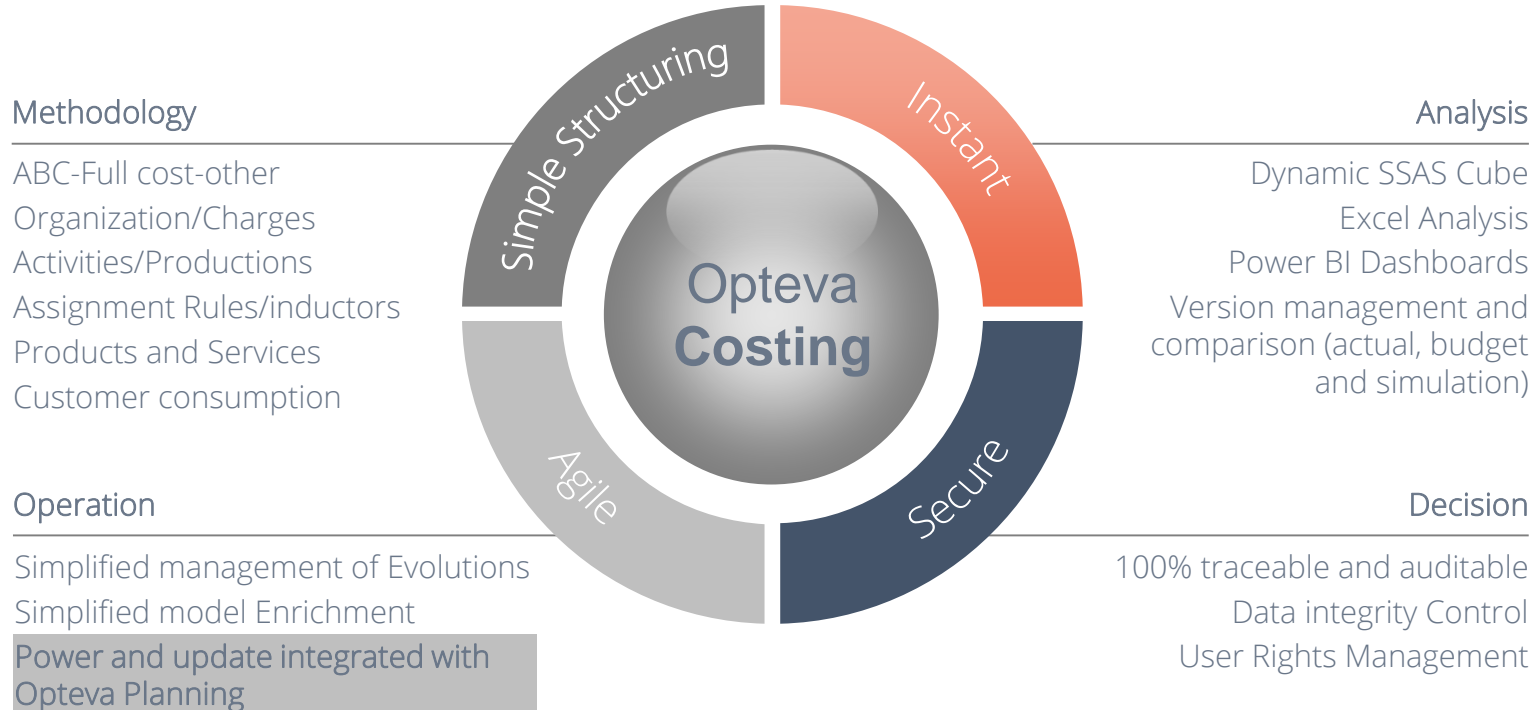 Methodology
ABC-Full cost-other
Organization/Charges
Activities/Productions
Assignment Rules/inductors
Products and Services
Customer consumption
Operation
Simplified management of Evolutions
Simplified model Enrichment
Power and update integrated with
Opteva Planning
Simple Structuring
Instant
Agile
Secure
Opteva
Costing
Analysis
Dynamic SSAS Cube
Excel Analysis
Power BI Dashboards
Version management and
comparison (actual, budget
and simulation)
Decision
100% traceable and auditable
Data integrity Control
User Rights Management